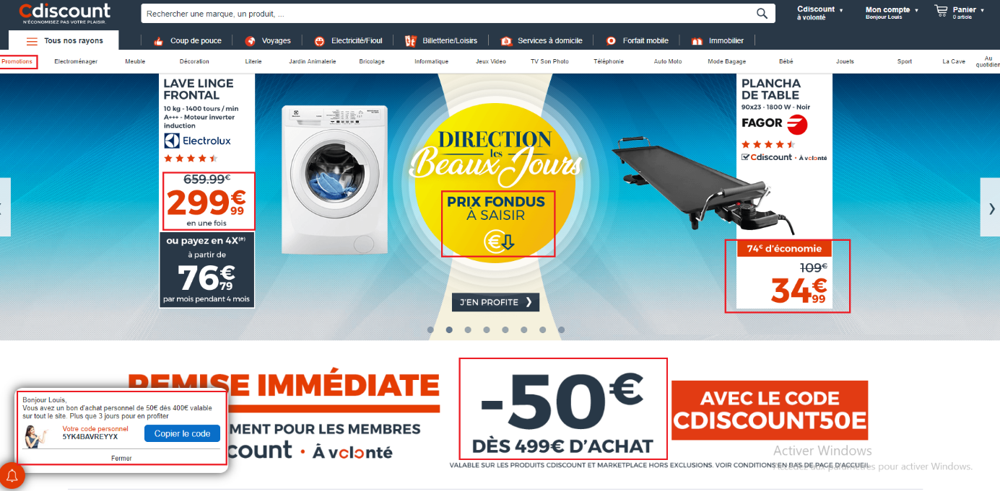 Cdiscount
N'ÉCONOMISEZ PAS VOTRE PLAISIR.
Rechercher une marque, un produit, ...
Cdiscount
à volonté
Mon compte
Bonjour Louis
Panier
0 article
Tous nos rayons
Coup de pouce
Voyages
Electricité/Fioul
Billetterie/Loisirs
Services à domicile
Forfait mobile
Immobilier
Promotions
Electroménager
Meuble
Décoration
Literie
Jardin Animalerie
Bricolage
Informatique
Jeux Video
TV Son Photo
Téléphonie
Auto Moto
Mode Bagage
Bébé
Jouets
Sport
La Cave
Au
quotidien
LAVE LINGE
FRONTAL
10 kg - 1400 tours / min
A+++ - Moteur inverter
induction
Electrolux
659.99€
299€99
en une fois
ou payez en 4X(#)
à partir de
76€79
par mois pendant 4 mois
DIRECTION
les
Beaux Jours
PRIX FONDUS
À SAISIR
€
J'EN PROFITE
PLANCHA
DE TABLE
90x23 - 1800 W - Noir
FAGOR
Cdiscount • À volonté
74€ d'économie
109€
34€99
REMISE IMMÉDIATE
MENT POUR LES MEMBRES
count • À volonté
-50€
DÈS 499€ D'ACHAT
AVEC LE CODE
CDISCOUNT50E
VALABLE SUR LES PRODUITS CDISCOUNT ET MARKETPLACE HORS EXCLUSIONS. VOIR CONDITIONS EN BAS DE PAGE D'ACCUEIL
Bonjour Louis,
Vous avez un bon d'achat personnel de 50€ dès 400€ valable
sur tout le site. Plus que 3 jours pour en profiter
Votre code personnel
5YK4BAVREYYX
Copier le code
Fermer
Activer Windows
Accédez aux paramètres pour activer Windows.